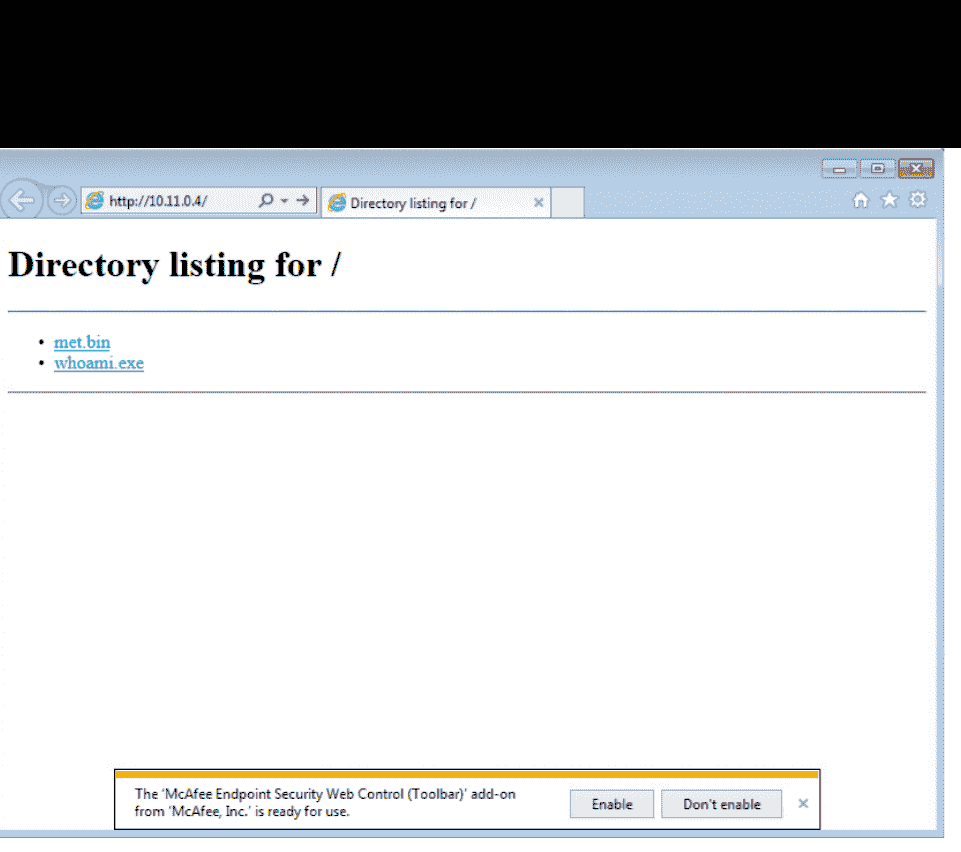 http://10.11.0.4/
Directory listing for /
Directory listing for /
met.bin
whoami.exe
The 'McAfee Endpoint Security Web Control (Toolbar)' add-on
from 'McAfee, Inc.' is ready for use.
Enable
Don't enable